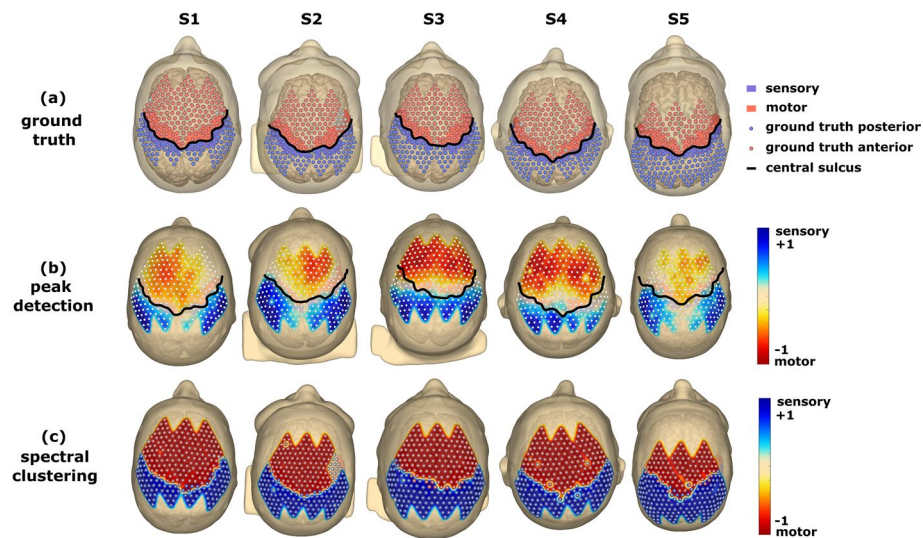 S1 S2 S3 S4 S5
(a)
ground
truth
sensory
motor
ground truth posterior
ground truth anterior
central sulcus
(b)
peak
detection
sensory
+1
-1
motor
(c)
spectral
clustering
sensory
+1
-1
motor